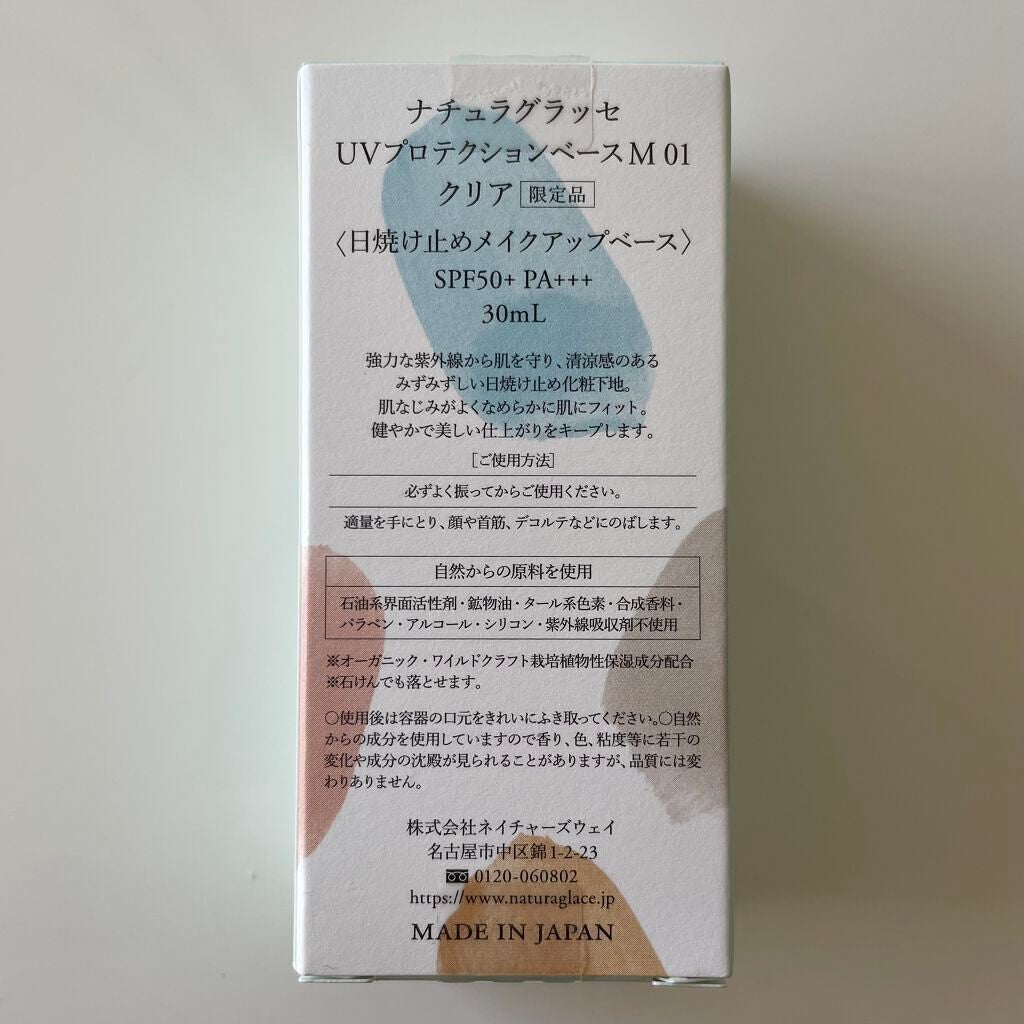 ナチュラグラッセ
UVプロテクションベースM 01
クリア 限定品
〈日焼け止めメイクアップベース〉
SPF50+ PA+++
30mL
強力な紫外線から肌を守り、清涼感のある
みずみずしい日焼け止め化粧下地。
肌なじみがよくなめらかに肌にフィット。
健やかで美しい仕上がりをキープします。
［ご使用方法］
必ずよく振ってからご使用ください。
適量を手にとり、顔や首筋、デコルテなどにのばします。
自然からの原料を使用
石油系界面活性剤・鉱物油・タール系色素・合成香料・
パラベン・アルコール・シリコン・紫外線吸収剤不使用
※オーガニック・ワイルドクラフト栽培植物性保湿成分配合
※石けんでも落とせます。
○使用後は容器の口元をきれいにふき取ってください。○自然
からの成分を使用していますので香り、色、粘度等に若干の
変化や成分の沈殿が見られることがありますが、品質には変
わりありません。
株式会社ネイチャーズウェイ
名古屋市中区錦1-2-23
0120-060802
https://www.naturaglace.jp
MADE IN JAPAN